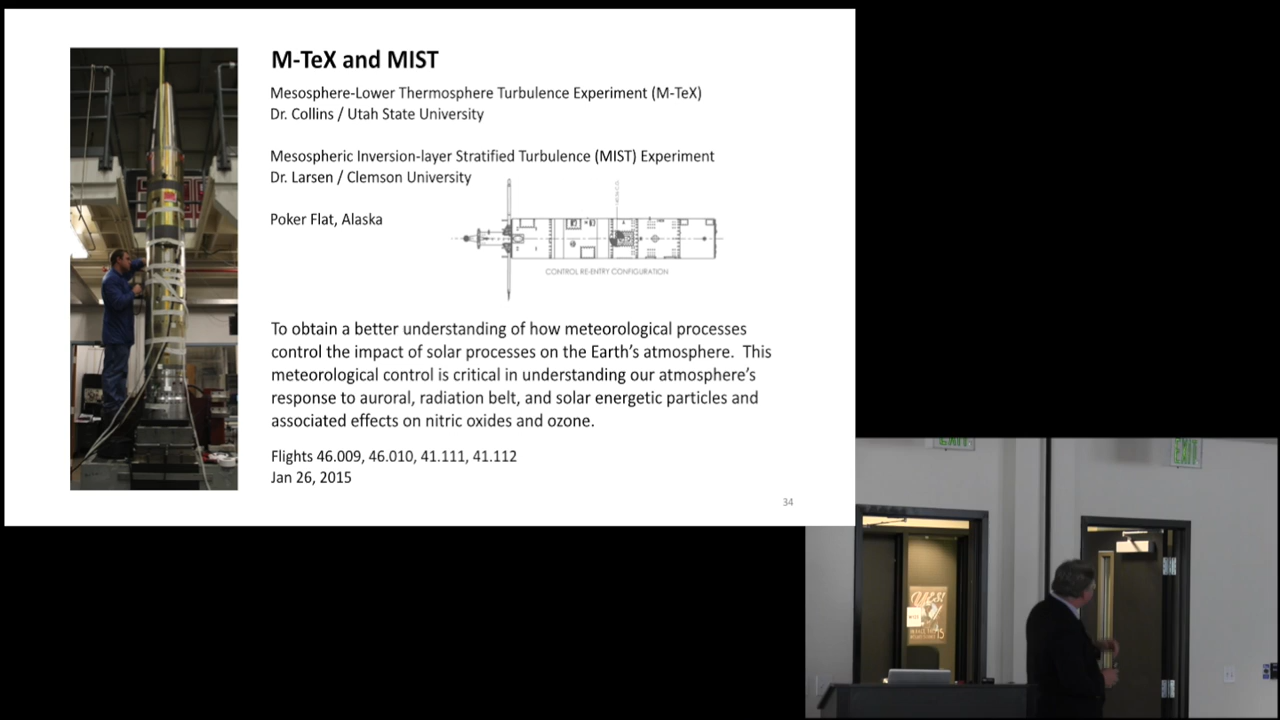 M-TeX and MIST
Mesosphere-Lower Thermosphere Turbulence Experiment (M-TeX)
Dr. Collins / Utah State University
Mesospheric Inversion-layer Stratified Turbulence (MIST) Experiment
Dr. Larsen / Clemson University
Poker Flat, Alaska
CONTROL RE-ENTRY CONFIGURATION
To obtain a better understanding of how meteorological processes
control the impact of solar processes on the Earth's atmosphere. This
meteorological control is critical in understanding our atmosphere's
response to auroral, radiation belt, and solar energetic particles and
associated effects on nitric oxides and ozone.
Flights 46.009, 46.010, 41.111, 41.112
Jan 26, 2015
34
EXIT
EXIT
YES!